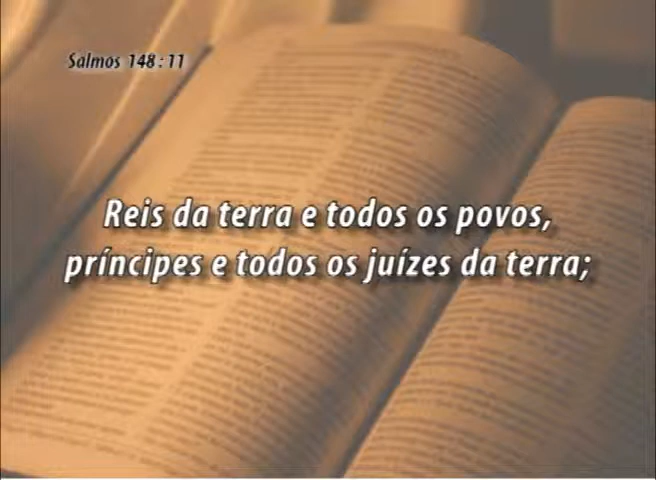 Salmos 148:11
Reis da terra e todos os povos,
príncipes e todos os juízes da terra;